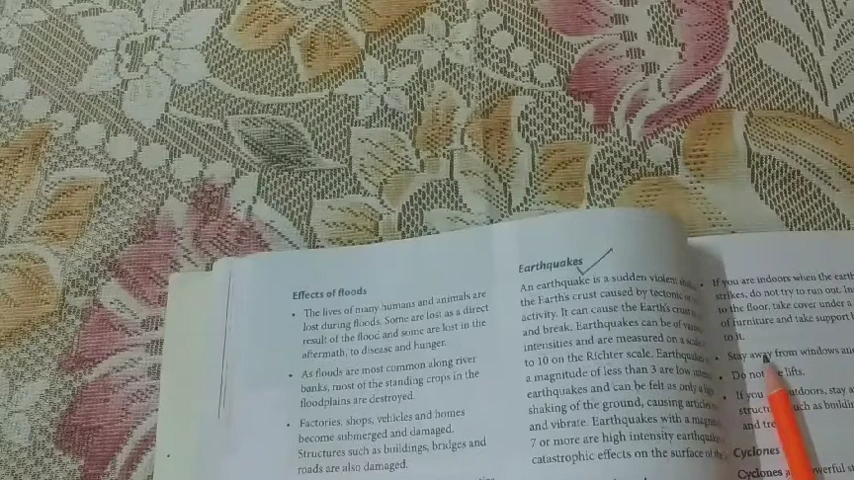 Effects of floods
• The lives of many humans and animals are
lost during floods. Some are lost as a direct
result of the flood and some are lost in the
aftermath, to disease and hunger.
• As floods are most common along river
banks, most of the standing crops in the
floodplains are destroyed.
• Factories, shops, vehicles and homes
become submerged and damaged.
Structures such as buildings, bridges and
roads are also damaged.
Earthquakes
An earthquake is a sudden violent
the Earth's crust caused by tectonic
activity. It can cause the Earth's crust
and break. Earthquakes can be of
intensities and are measured on a
to 10 on the Richter scale.
a magnitude of less than 3 are low
earthquakes and can be felt as only a
shaking of the ground, causing
and vibrate. Earthquakes with a
7 or more are high intensity
catastrophic effects on the surface of
• If you are indoors when the
strikes, do not try to run out.
to the floor, take cover under a
of furniture and take support
to it.
• Stay away from windows
• Do not lifts.
• If you stay
such as
and
Cyclones
Cyclones